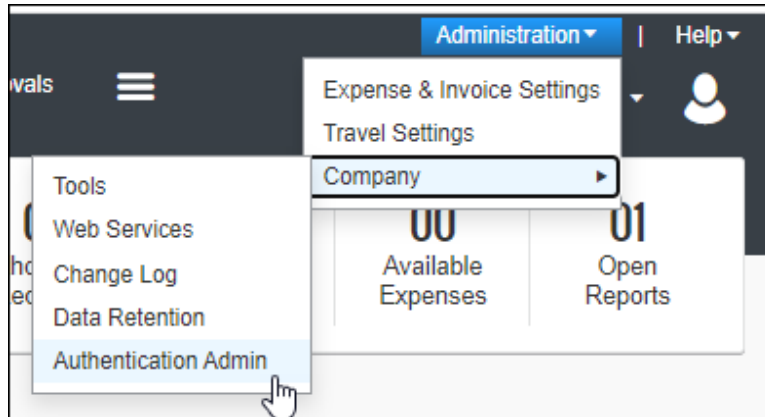 Administration | Help
Expense & Invoice Settings
Travel Settings
Company
Tools
Web Services
Change Log
Data Retention
Authentication Admin
00
Available
Expenses
01
Open
Reports